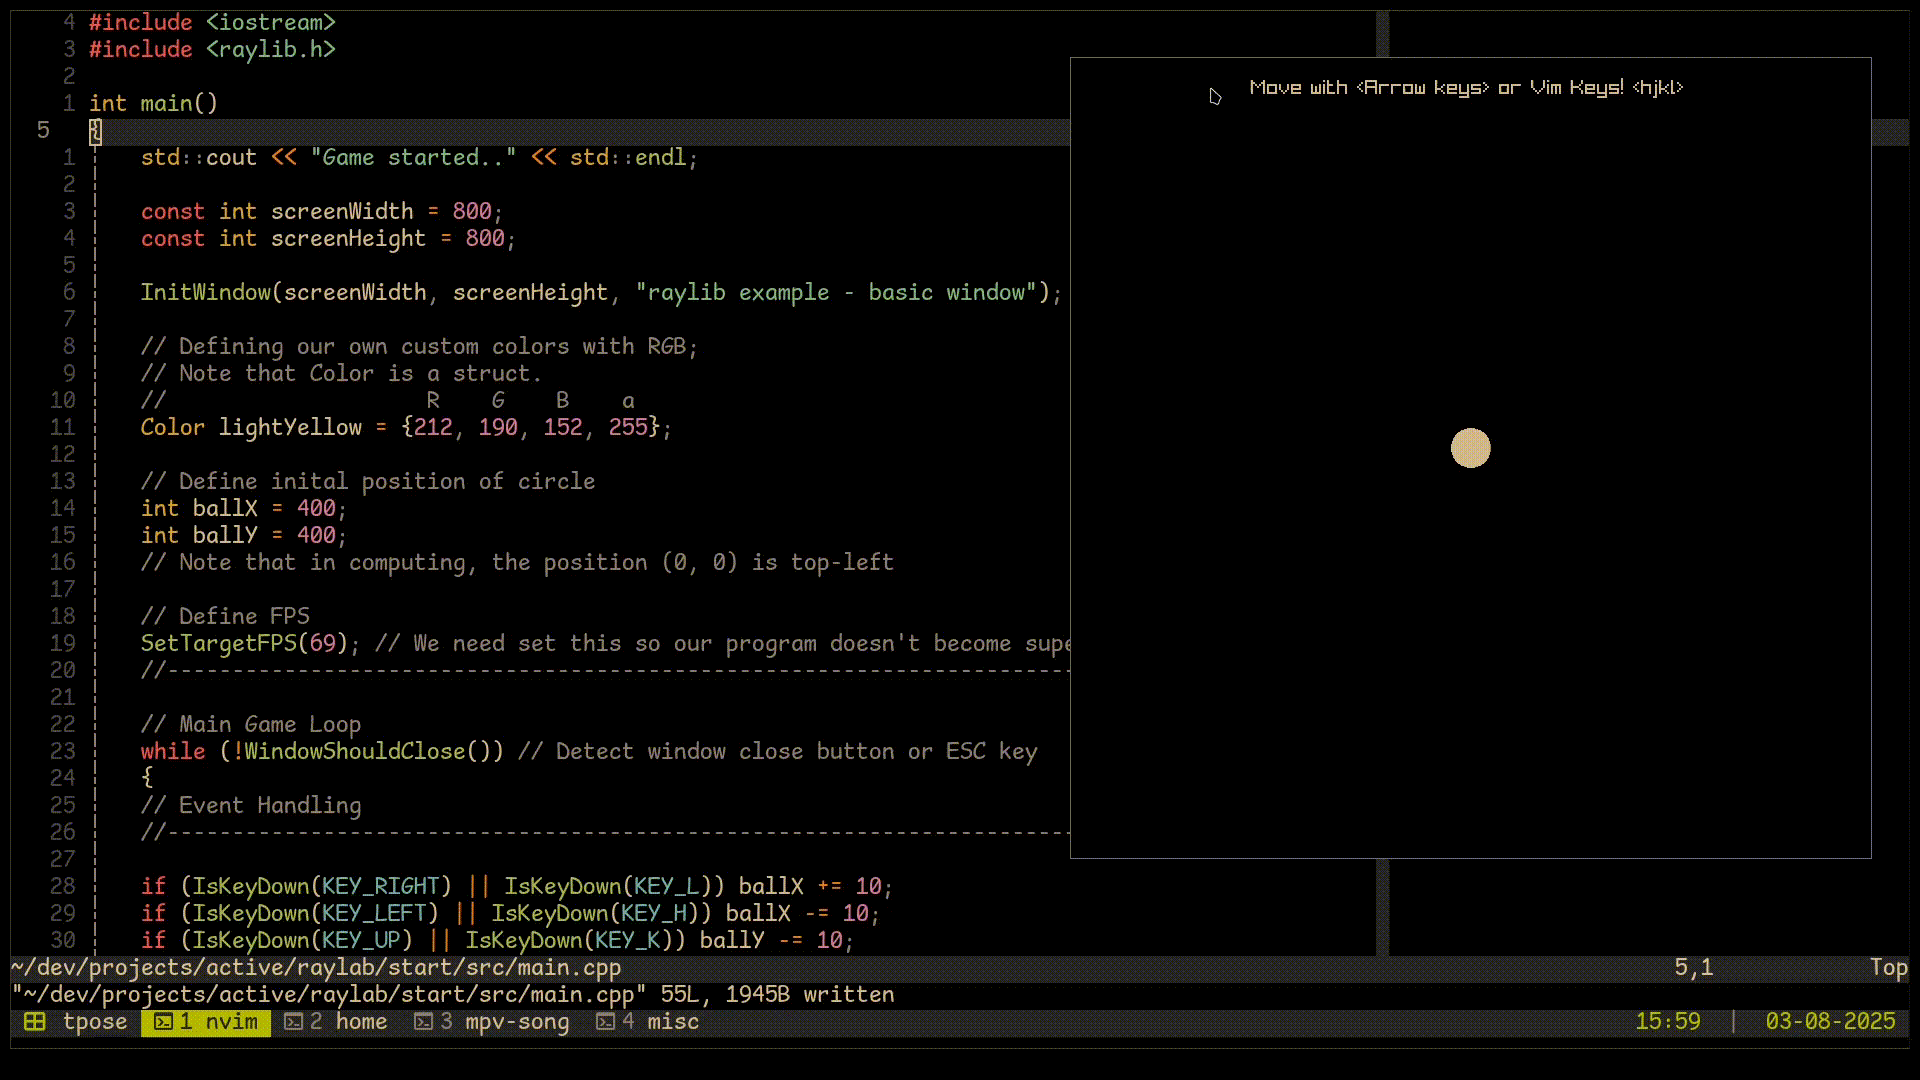 4 #include <iostream>
3 #include <raylib.h>
2
1 int main()
5 {
1 std::cout << "Game started.." << std::endl;
2
3 const int screenWidth = 800;
4 const int screenHeight = 800;
5
6 InitWindow(screenWidth, screenHeight, "raylib example - basic window");
7
8 // Defining our own custom colors with RGB;
9 // Note that Color is a struct.
10 // R G B a
11 Color lightYellow = {212, 190, 152, 255};
12
13 // Define inital position of circle
14 int ballX = 400;
15 int ballY = 400;
16 // Note that in computing, the position (0, 0) is top-left
17
18 // Define FPS
19 SetTargetFPS(69); // We need set this so our program doesn't become supe
20 //----------------------------------------------------------------------
21
22 // Main Game Loop
23 while (!WindowShouldClose()) // Detect window close button or ESC key
24 {
25 // Event Handling
26 //----------------------------------------------------------------------
27
28 if (IsKeyDown(KEY_RIGHT) || IsKeyDown(KEY_L)) ballX += 10;
29 if (IsKeyDown(KEY_LEFT) || IsKeyDown(KEY_H)) ballX -= 10;
30 if (IsKeyDown(KEY_UP) || IsKeyDown(KEY_K)) ballY -= 10;
Move with <Arrow keys> or Vim Keys! <hjkl>
~/dev/projects/active/raylab/start/src/main.cpp 5,1 Top
"~/dev/projects/active/raylab/start/src/main.cpp" 55L, 1945B written
tpose 1 nvim 2 home 3 mpv-song 4 misc 15:59 | 03-08-2025